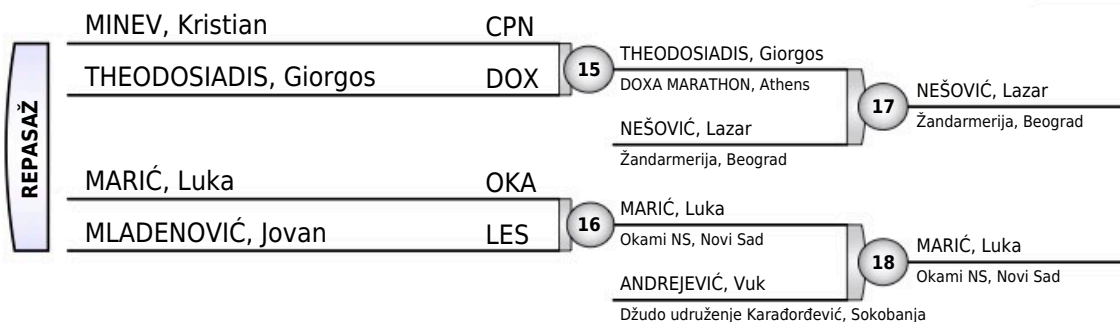 REPASAŽ
MINEV, Kristian CPN
THEODOSIADIS, Giorgos DOX
15
THEODOSIADIS, Giorgos
DOXA MARATHON, Athens
NEŠOVIĆ, Lazar
Žandarmerija, Beograd
17
NEŠOVIĆ, Lazar
Žandarmerija, Beograd
MARIĆ, Luka OKA
MLADENOVIĆ, Jovan LES
16
MARIĆ, Luka
Okami NS, Novi Sad
ANDREJEVIĆ, Vuk
Džudo udruženje Karađorđević, Sokobanja
18
MARIĆ, Luka
Okami NS, Novi Sad